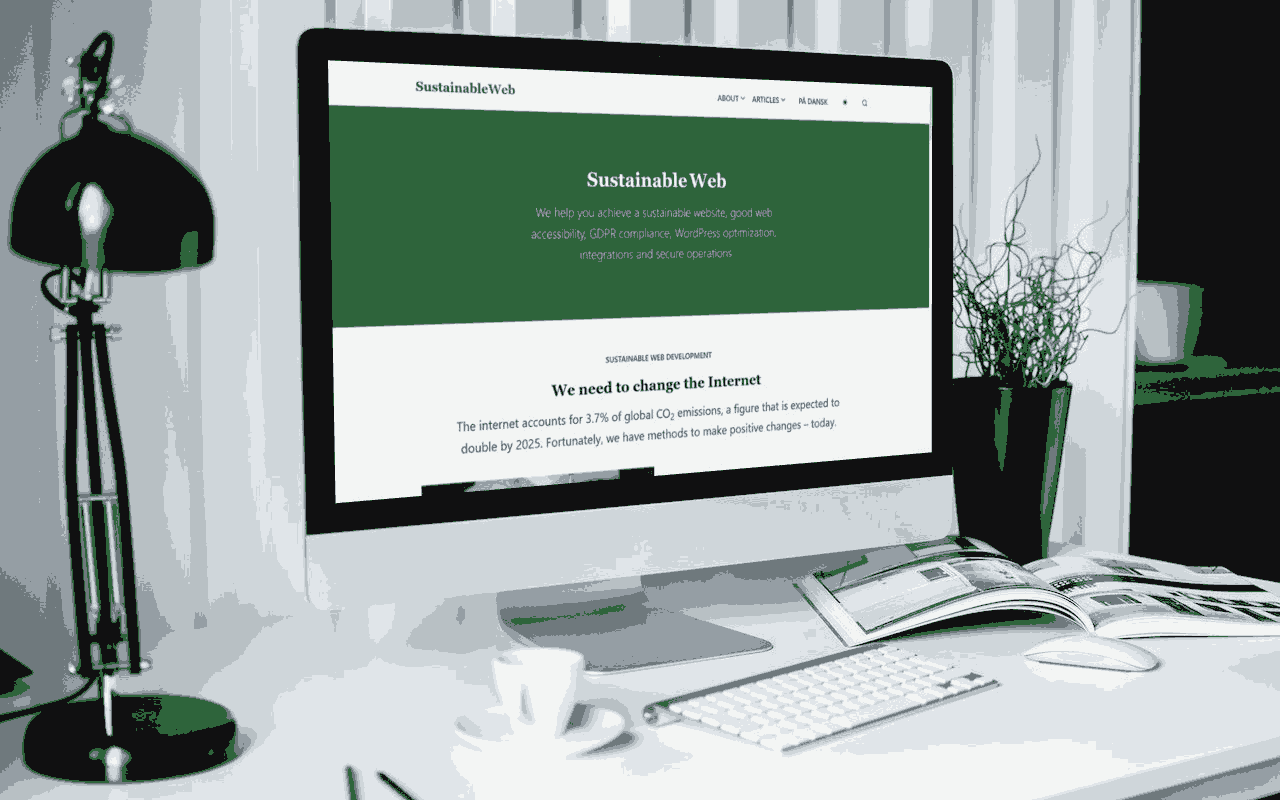 SustainableWeb
ABOUT ARTICLES PÅ DANSK
SustainableWeb
We help you achieve a sustainable website, good web
accessibility, GDPR compliance, WordPress optimization,
integrations and secure operations
SUSTAINABLE WEB DEVELOPMENT
We need to change the Internet
The internet accounts for 3.7% of global CO₂ emissions, a figure that is expected to
double by 2025. Fortunately, we have methods to make positive changes – today.